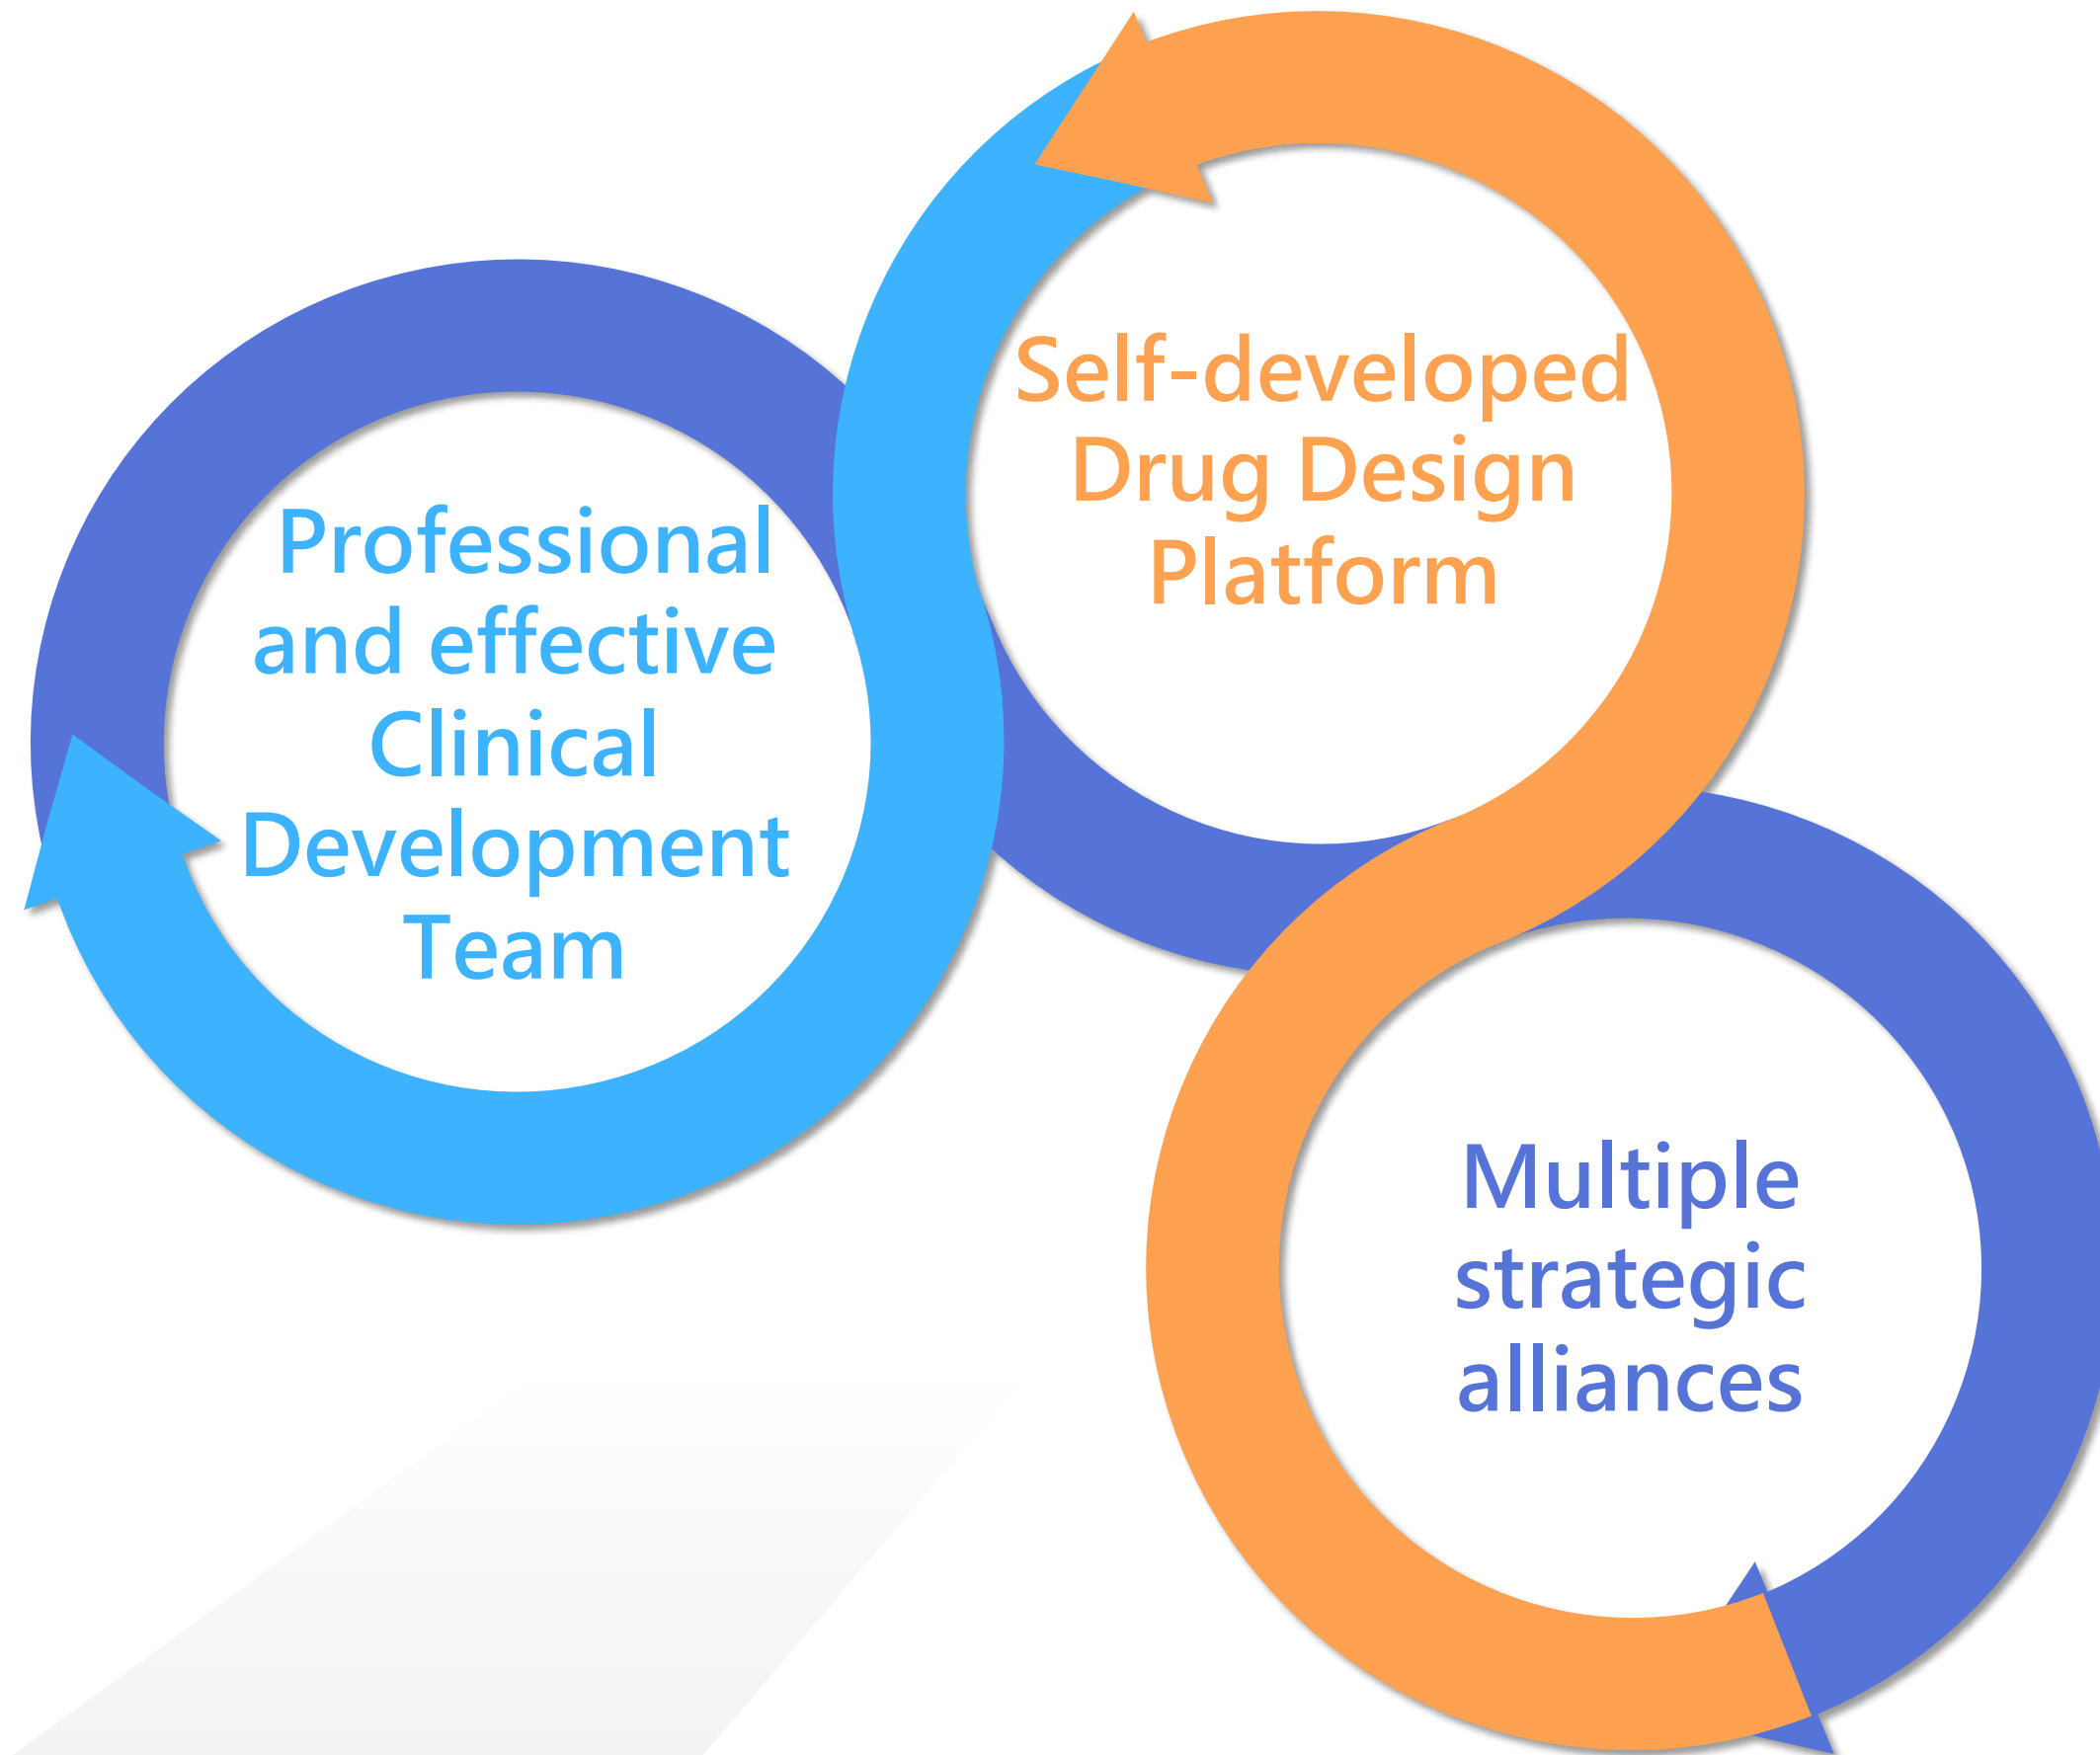 Professional
and effective
Clinical
Development
Team
Self-developed
Drug Design
Platform
Multiple
strategic
alliances